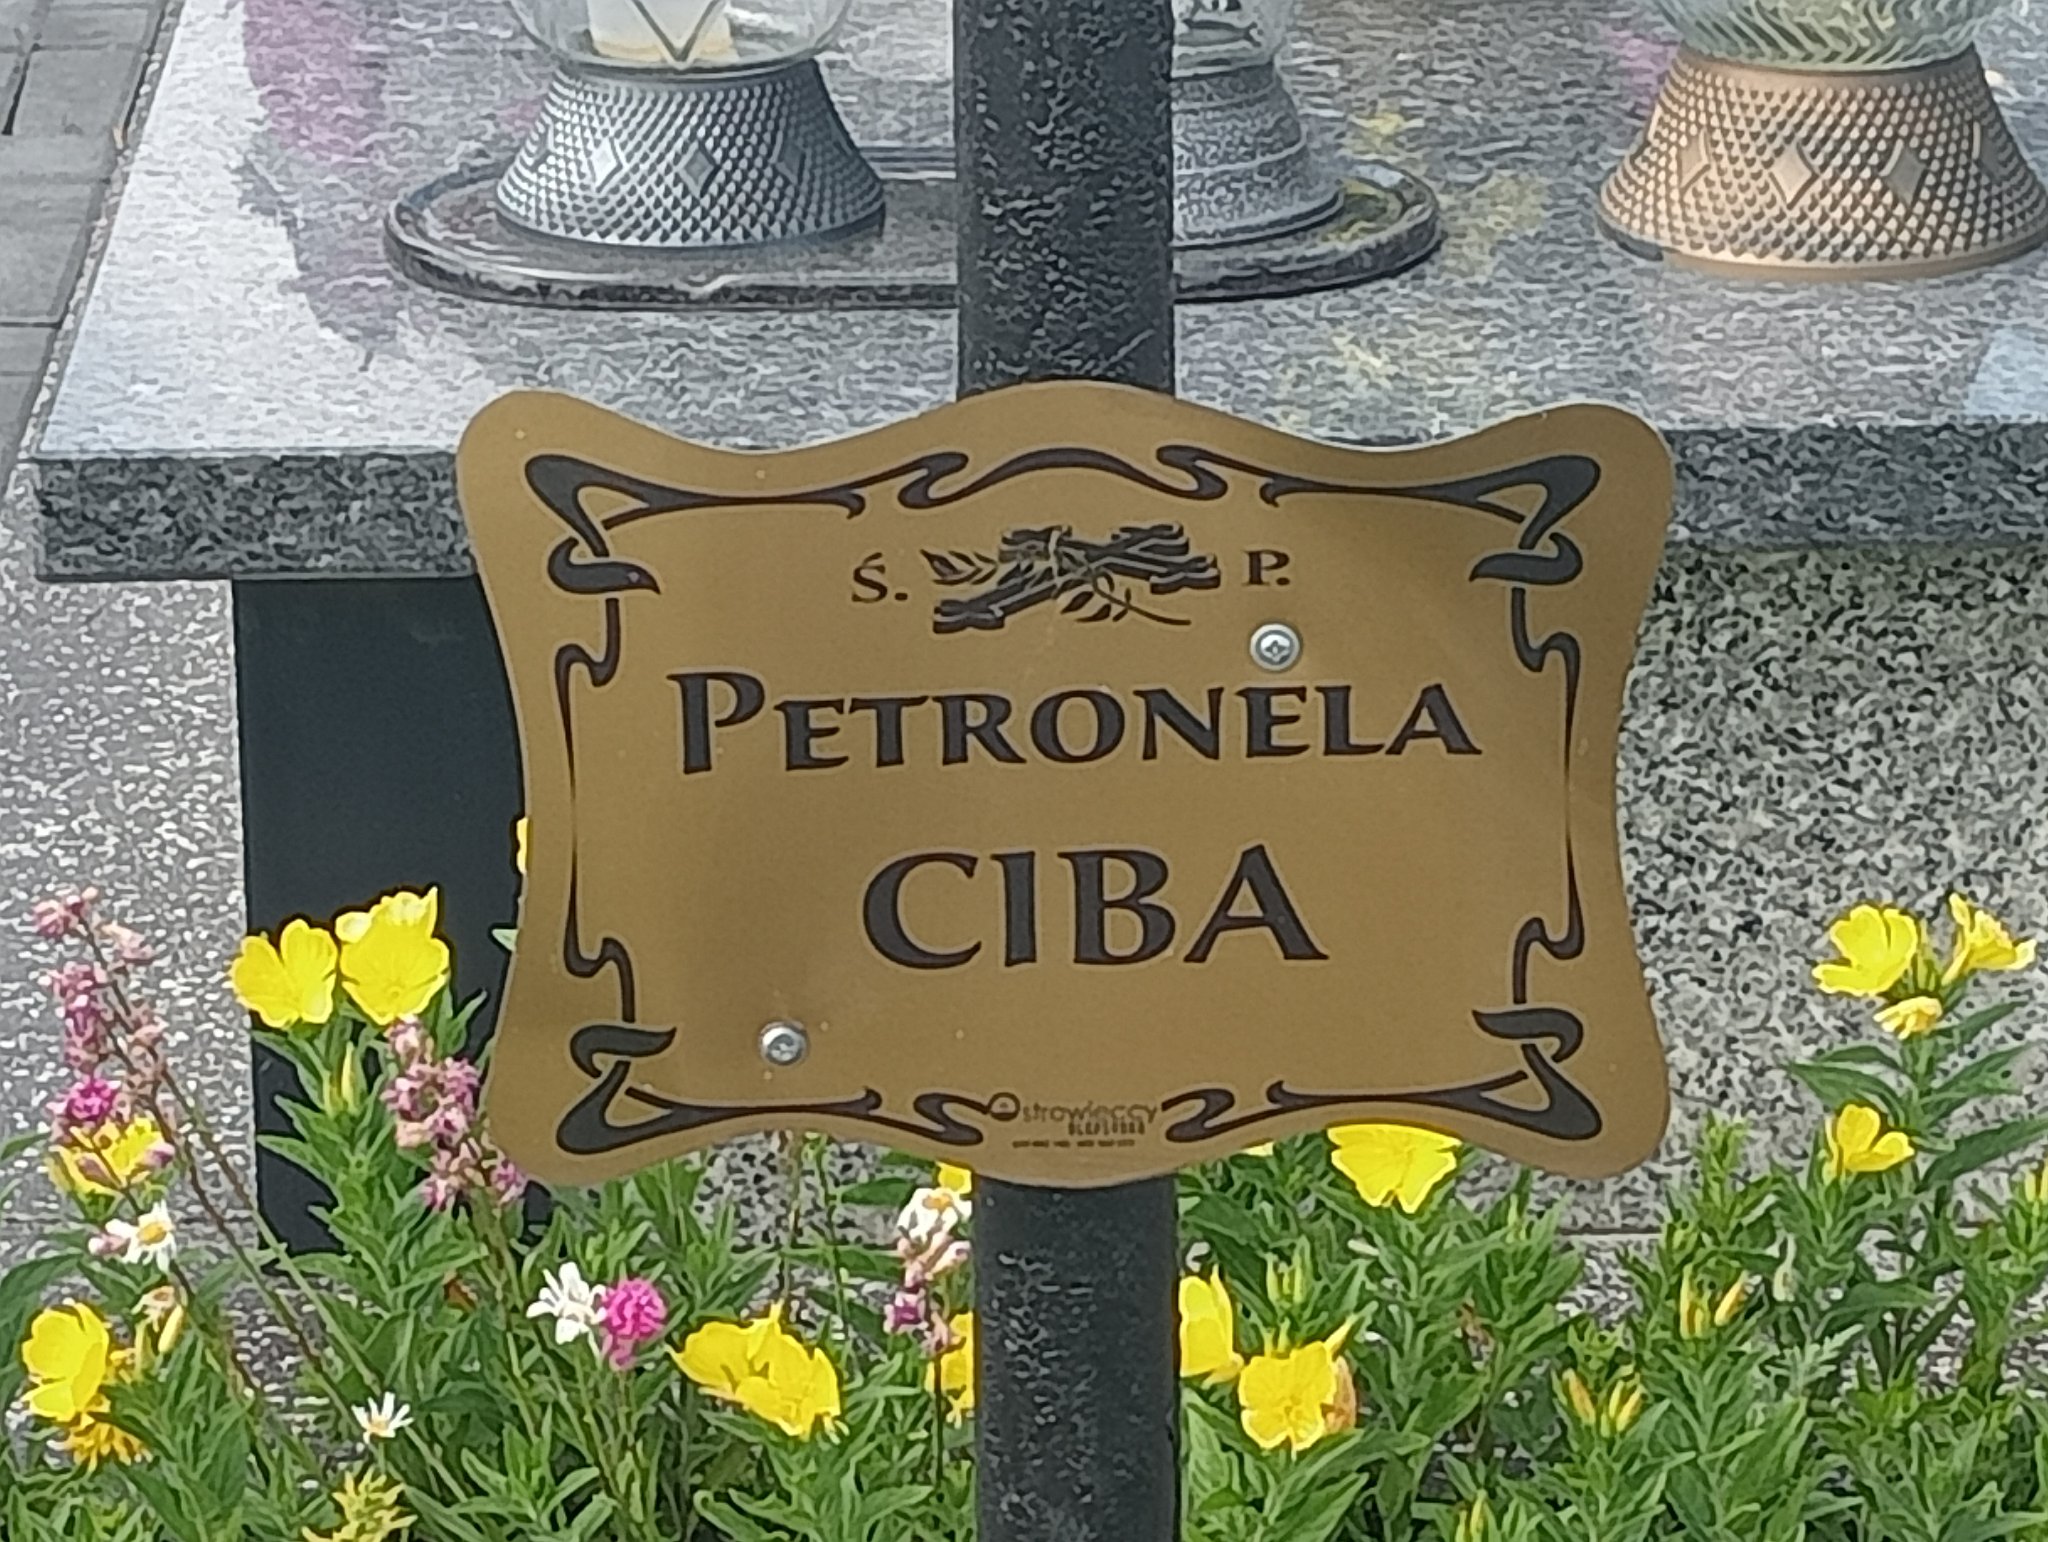 Ś. P.
PETRONELA
CIBA